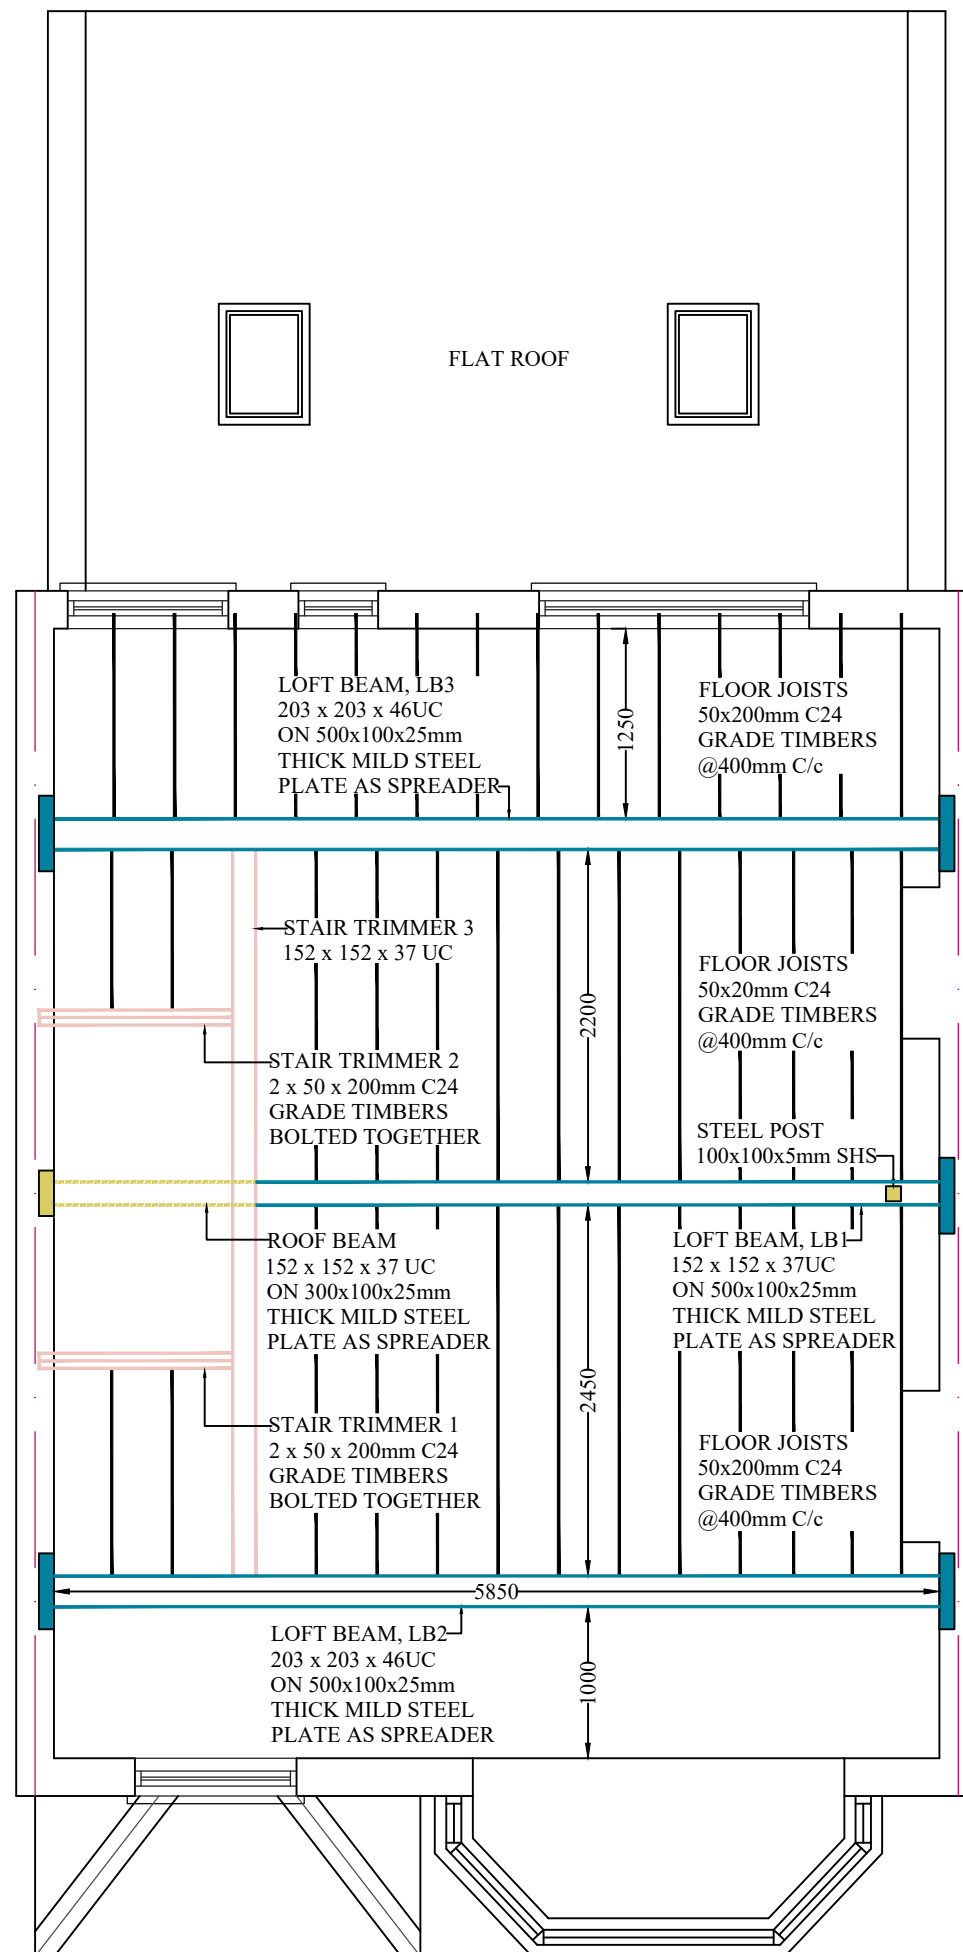 FLAT ROOF
LOFT BEAM, LB3
203 x 203 x 46UC
ON 500x100x25mm
THICK MILD STEEL
PLATE AS SPREADER
1250
FLOOR JOISTS
50x200mm C24
GRADE TIMBERS
@400mm C/c
STAIR TRIMMER 3
152 x 152 x 37 UC
2200
FLOOR JOISTS
50x20mm C24
GRADE TIMBERS
@400mm C/c
STAIR TRIMMER 2
2 x 50 x 200mm C24
GRADE TIMBERS
BOLTED TOGETHER
STEEL POST
100x100x5mm SHS
ROOF BEAM
152 x 152 x 37 UC
ON 300x100x25mm
THICK MILD STEEL
PLATE AS SPREADER
LOFT BEAM, LB1
152 x 152 x 37UC
ON 500x100x25mm
THICK MILD STEEL
PLATE AS SPREADER
2450
STAIR TRIMMER 1
2 x 50 x 200mm C24
GRADE TIMBERS
BOLTED TOGETHER
FLOOR JOISTS
50x200mm C24
GRADE TIMBERS
@400mm C/c
5850
LOFT BEAM, LB2
203 x 203 x 46UC
ON 500x100x25mm
THICK MILD STEEL
PLATE AS SPREADER
1000